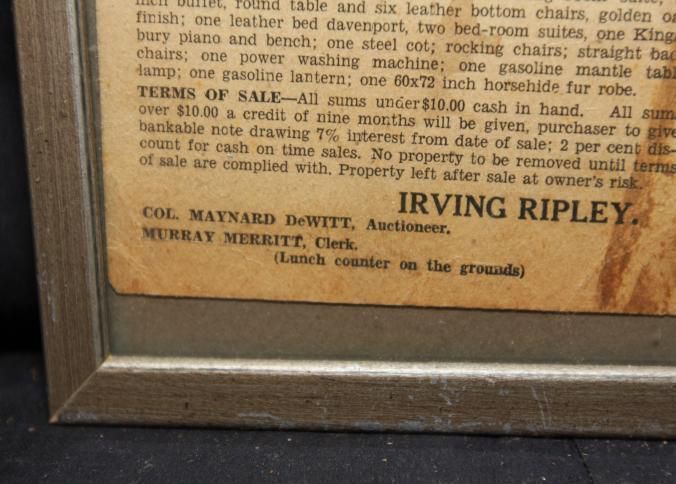 inch buffet, round table and six leather bottom chairs, golden
finish; one leather bed davenport, two bed-room suites, one King
bury piano and bench; one steel cot; rocking chairs; straight
chairs; one power washing machine; one gasoline mantle
lamp; one gasoline lantern; one 60x72 inch horsehide fur robe.
TERMS OF SALE—All sums under $10.00 cash in hand. All sums
over $10.00 a credit of nine months will be given, purchaser to give
bankable note drawing 7% interest from date of sale; 2 per cent dis-
count for cash on time sales. No property to be removed until terms
of sale are complied with. Property left after sale at owner's risk.
IRVING RIPLEY.
COL. MAYNARD DeWITT, Auctioneer.
MURRAY MERRITT, Clerk.
(Lunch counter on the grounds)